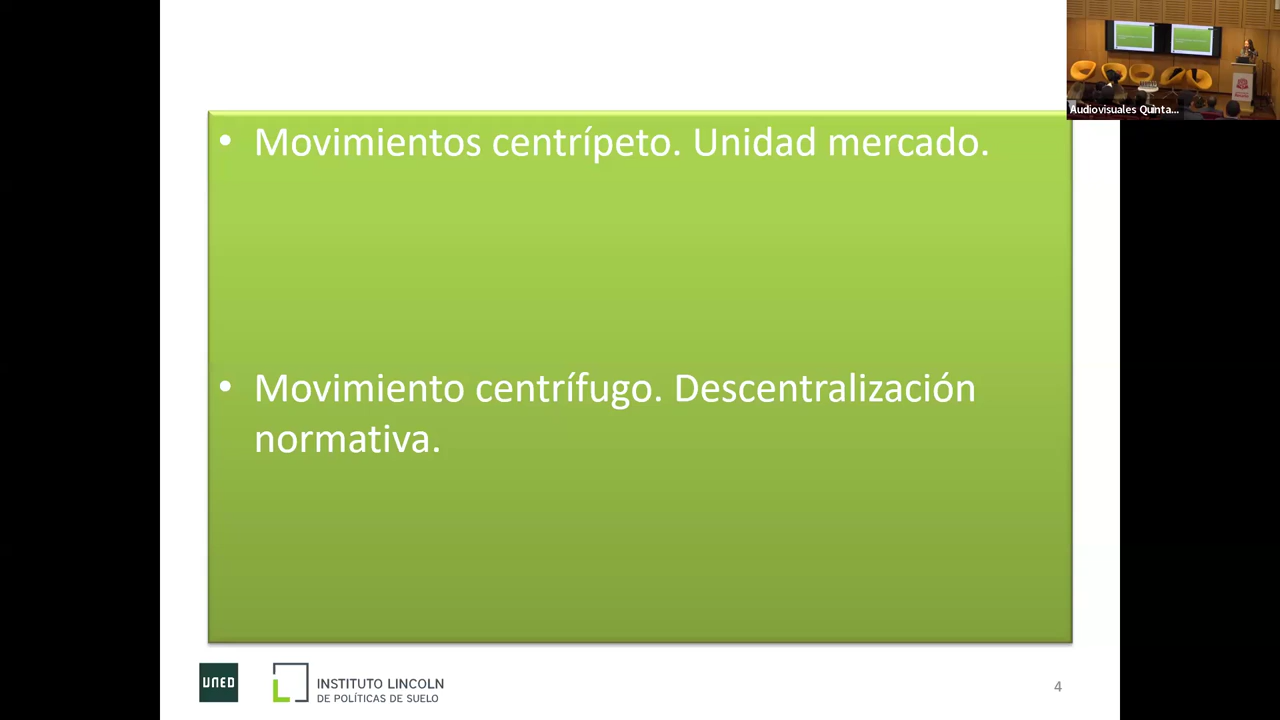 Audiovisuales Quinta...
• Movimientos centrípeto. Unidad mercado.
• Movimiento centrífugo. Descentralización
normativa.
UNED
INSTITUTO LINCOLN
DE POLÍTICAS DE SUELO
4